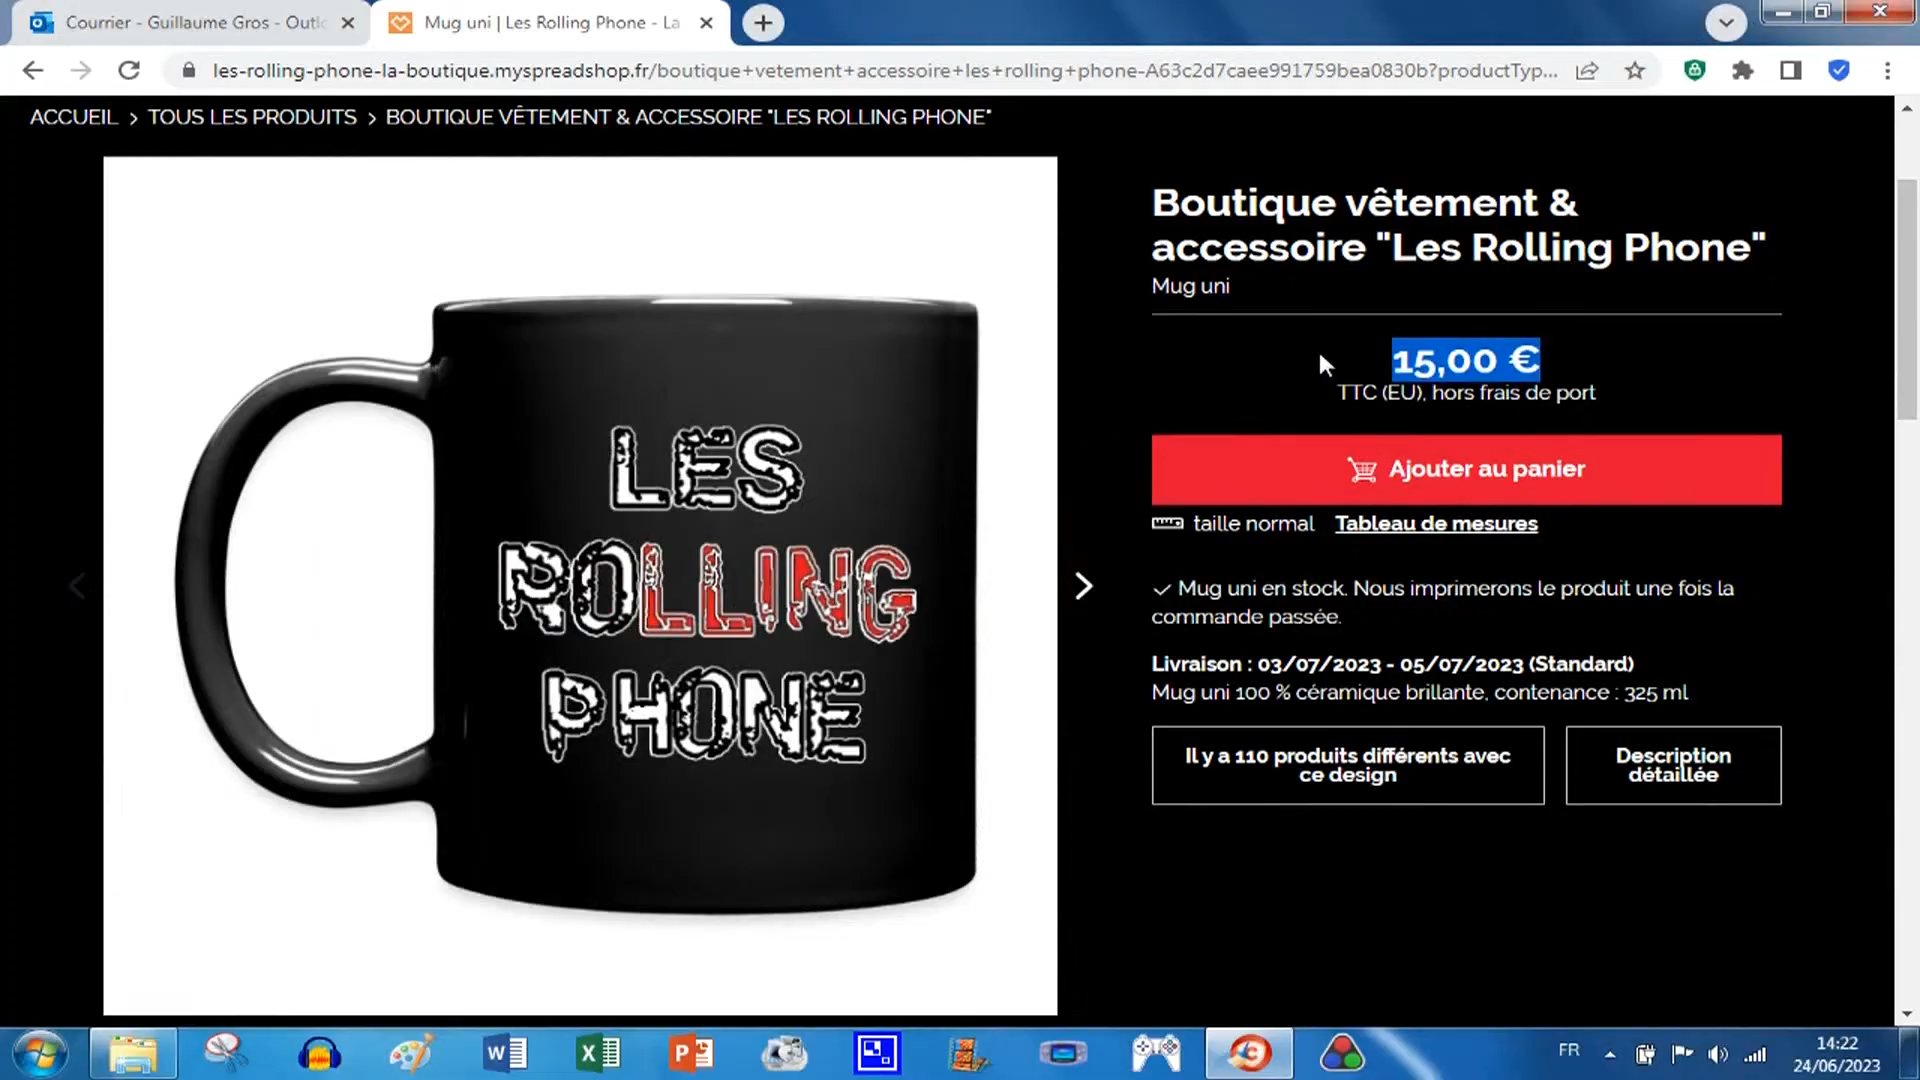 Courrier - Guillaume Gros - Outl
Mug uni | Les Rolling Phone - La
les-rolling-phone-la-boutique.myspreadshop.fr/boutique+vetement+accessoire+les+rolling+phone-A63c2d7caee991759bea0830b?productTyp...
ACCUEIL > TOUS LES PRODUITS > BOUTIQUE VÊTEMENT & ACCESSOIRE "LES ROLLING PHONE"
LES
ROLLING
PHONE
Boutique vêtement &
accessoire "Les Rolling Phone"
Mug uni
15,00 €
TTC (EU), hors frais de port
Ajouter au panier
taille normal Tableau de mesures
Mug uni en stock. Nous imprimerons le produit une fois la
commande passée.
Livraison : 03/07/2023 - 05/07/2023 (Standard)
Mug uni 100 % céramique brillante, contenance : 325 ml
Il y a 110 produits différents avec
ce design
Description
détaillée
FR
14:22
24/06/2023